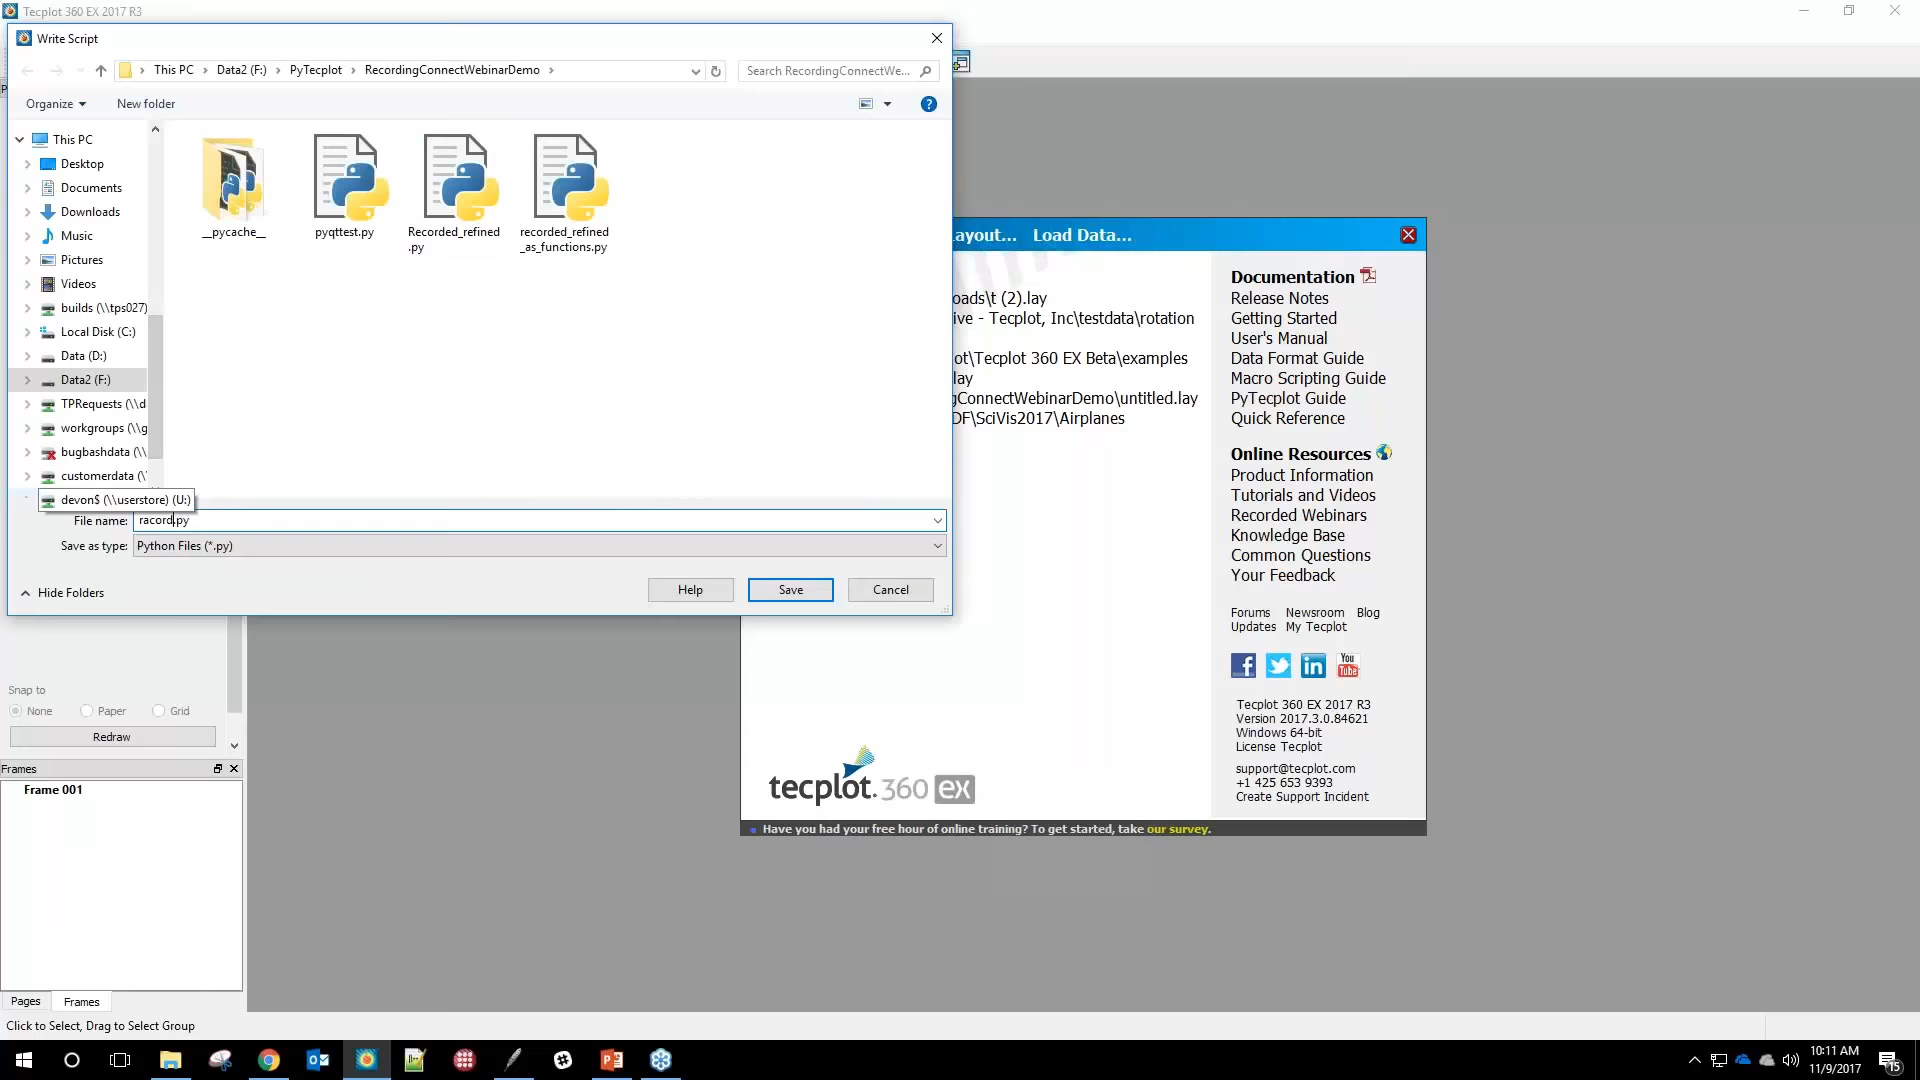 Tecplot 360 EX 2017 R3
Write Script
This PC
Data2 (F:)
PyTecplot
RecordingConnectWebinarDemo
Search RecordingConnectWe...
Organize
New folder
?
This PC
Desktop
Documents
Downloads
Music
Pictures
Videos
builds (\\tps027)
Local Disk (C:)
Data (D:)
Data2 (F:)
TPRequests (\\d
workgroups (\\g
bugbashdata (\\
customerdata (\'
devon$ (\\userstore) (U:)
__pycache__
pyqttest.py
Recorded_refined
.py
recorded_refined
_as_functions.py
File name:
racord.py
Save as type:
Python Files (*.py)
Hide Folders
Help
Save
Cancel
ayout...
Load Data...
oads\t (2).lay
ive - Tecplot, Inc\testdata\rotation
ot\Tecplot 360 EX Beta\examples
lay
gConnectWebinarDemo\untitled.lay
DF\SciVis2017\Airplanes
Documentation
Release Notes
Getting Started
User's Manual
Data Format Guide
Macro Scripting Guide
PyTecplot Guide
Quick Reference
Online Resources
Product Information
Tutorials and Videos
Recorded Webinars
Knowledge Base
Common Questions
Your Feedback
Forums Newsroom Blog
Updates My Tecplot
You
Tube
Tecplot 360 EX 2017 R3
Version 2017.3.0.84621
Windows 64-bit
License Tecplot
support@tecplot.com
+1 425 653 9393
Create Support Incident
tecplot. 360 EX
Have you had your free hour of online training? To get started, take our survey.
Snap to
None
Paper
Grid
Redraw
Frames
Frame 001
Pages
Frames
Click to Select, Drag to Select Group
10:11 AM
11/9/2017
15